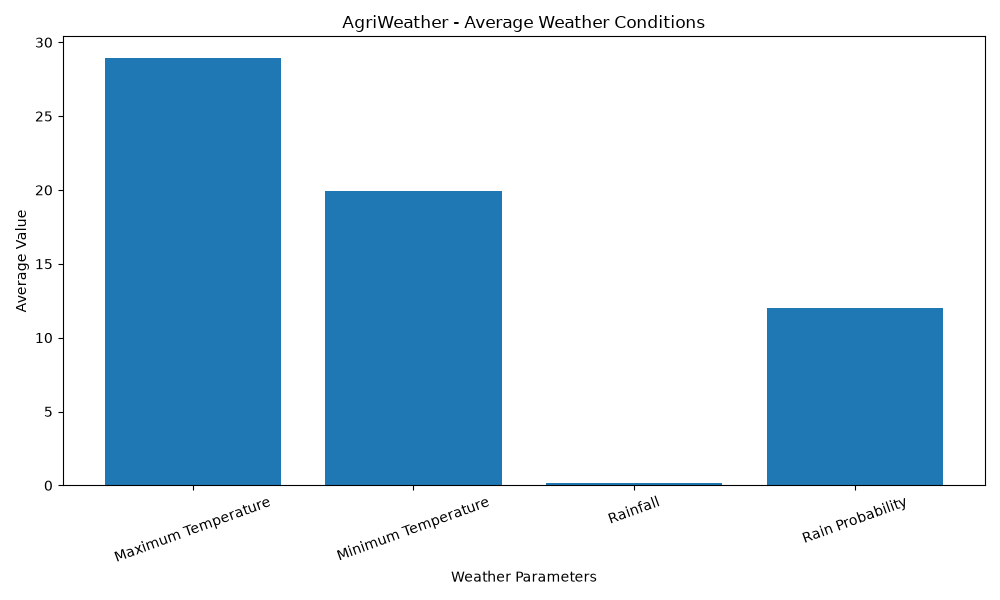 AgriWeather - Average Weather Conditions
30
25
20
15
10
5
0
Average Value
Maximum Temperature
Minimum Temperature
Rainfall
Rain Probability
Weather Parameters